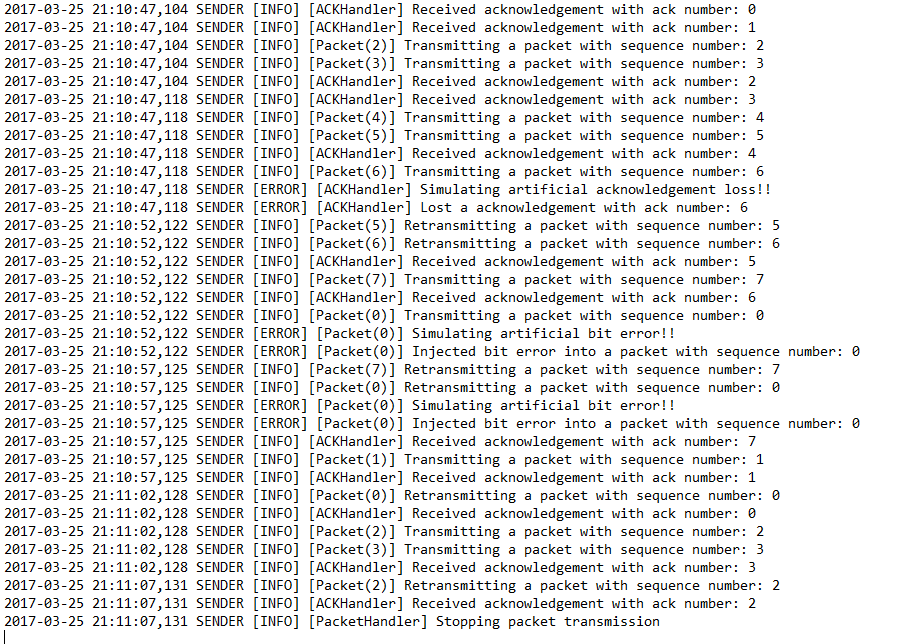 2017-03-25 21:10:47,104 SENDER [INFO] [ACKHandler] Received acknowledgement with ack number: 0
2017-03-25 21:10:47,104 SENDER [INFO] [ACKHandler] Received acknowledgement with ack number: 1
2017-03-25 21:10:47,104 SENDER [INFO] [Packet(2)] Transmitting a packet with sequence number: 2
2017-03-25 21:10:47,104 SENDER [INFO] [Packet(3)] Transmitting a packet with sequence number: 3
2017-03-25 21:10:47,104 SENDER [INFO] [ACKHandler] Received acknowledgement with ack number: 2
2017-03-25 21:10:47,118 SENDER [INFO] [ACKHandler] Received acknowledgement with ack number: 3
2017-03-25 21:10:47,118 SENDER [INFO] [Packet(4)] Transmitting a packet with sequence number: 4
2017-03-25 21:10:47,118 SENDER [INFO] [Packet(5)] Transmitting a packet with sequence number: 5
2017-03-25 21:10:47,118 SENDER [INFO] [ACKHandler] Received acknowledgement with ack number: 4
2017-03-25 21:10:47,118 SENDER [INFO] [Packet(6)] Transmitting a packet with sequence number: 6
2017-03-25 21:10:47,118 SENDER [ERROR] [ACKHandler] Simulating artificial acknowledgement loss!!
2017-03-25 21:10:47,118 SENDER [ERROR] [ACKHandler] Lost a acknowledgement with ack number: 6
2017-03-25 21:10:52,122 SENDER [INFO] [Packet(5)] Retransmitting a packet with sequence number: 5
2017-03-25 21:10:52,122 SENDER [INFO] [Packet(6)] Retransmitting a packet with sequence number: 6
2017-03-25 21:10:52,122 SENDER [INFO] [ACKHandler] Received acknowledgement with ack number: 5
2017-03-25 21:10:52,122 SENDER [INFO] [Packet(7)] Transmitting a packet with sequence number: 7
2017-03-25 21:10:52,122 SENDER [INFO] [ACKHandler] Received acknowledgement with ack number: 6
2017-03-25 21:10:52,122 SENDER [INFO] [Packet(0)] Transmitting a packet with sequence number: 0
2017-03-25 21:10:52,122 SENDER [ERROR] [Packet(0)] Simulating artificial bit error!!
2017-03-25 21:10:52,122 SENDER [ERROR] [Packet(0)] Injected bit error into a packet with sequence number: 0
2017-03-25 21:10:57,125 SENDER [INFO] [Packet(7)] Retransmitting a packet with sequence number: 7
2017-03-25 21:10:57,125 SENDER [INFO] [Packet(0)] Retransmitting a packet with sequence number: 0
2017-03-25 21:10:57,125 SENDER [ERROR] [Packet(0)] Simulating artificial bit error!!
2017-03-25 21:10:57,125 SENDER [ERROR] [Packet(0)] Injected bit error into a packet with sequence number: 0
2017-03-25 21:10:57,125 SENDER [INFO] [ACKHandler] Received acknowledgement with ack number: 7
2017-03-25 21:10:57,125 SENDER [INFO] [Packet(1)] Transmitting a packet with sequence number: 1
2017-03-25 21:10:57,125 SENDER [INFO] [ACKHandler] Received acknowledgement with ack number: 1
2017-03-25 21:11:02,128 SENDER [INFO] [Packet(0)] Retransmitting a packet with sequence number: 0
2017-03-25 21:11:02,128 SENDER [INFO] [ACKHandler] Received acknowledgement with ack number: 0
2017-03-25 21:11:02,128 SENDER [INFO] [Packet(2)] Transmitting a packet with sequence number: 2
2017-03-25 21:11:02,128 SENDER [INFO] [Packet(3)] Transmitting a packet with sequence number: 3
2017-03-25 21:11:02,128 SENDER [INFO] [ACKHandler] Received acknowledgement with ack number: 3
2017-03-25 21:11:07,131 SENDER [INFO] [Packet(2)] Retransmitting a packet with sequence number: 2
2017-03-25 21:11:07,131 SENDER [INFO] [ACKHandler] Received acknowledgement with ack number: 2
2017-03-25 21:11:07,131 SENDER [INFO] [PacketHandler] Stopping packet transmission